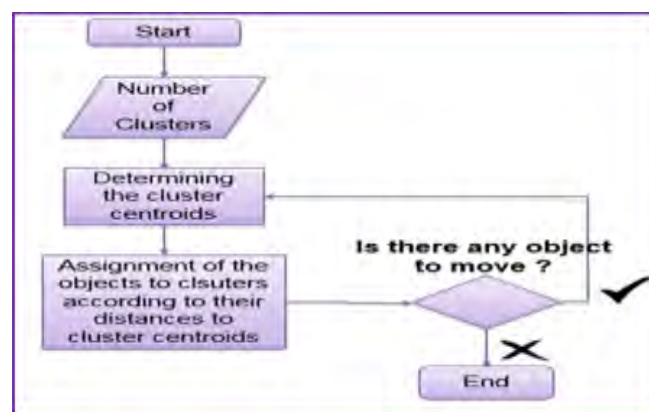 Start
Number
of
Clusters
Determining
the cluster
centroids
Assignment of the
objects to clsuters
according to their
distances to
cluster centroids
Is there any object
to move ?
End